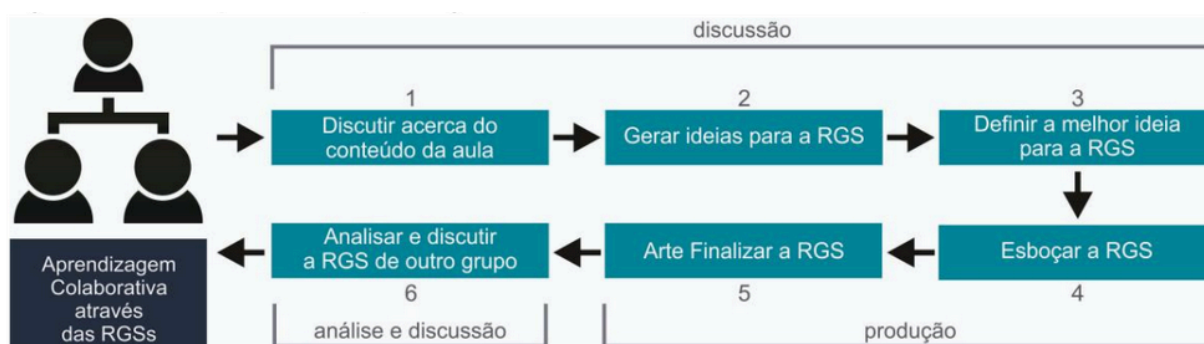 discussão
1
Discutir acerca do
conteúdo da aula
2
Gerar ideias para a RGS
3
Definir a melhor ideia
para a RGS
Esboçar a RGS
4
Arte Finalizar a RGS
5
produção
Analisar e discutir
a RGS de outro grupo
6
análise e discussão
Aprendizagem
Colaborativa
através
das RGSs